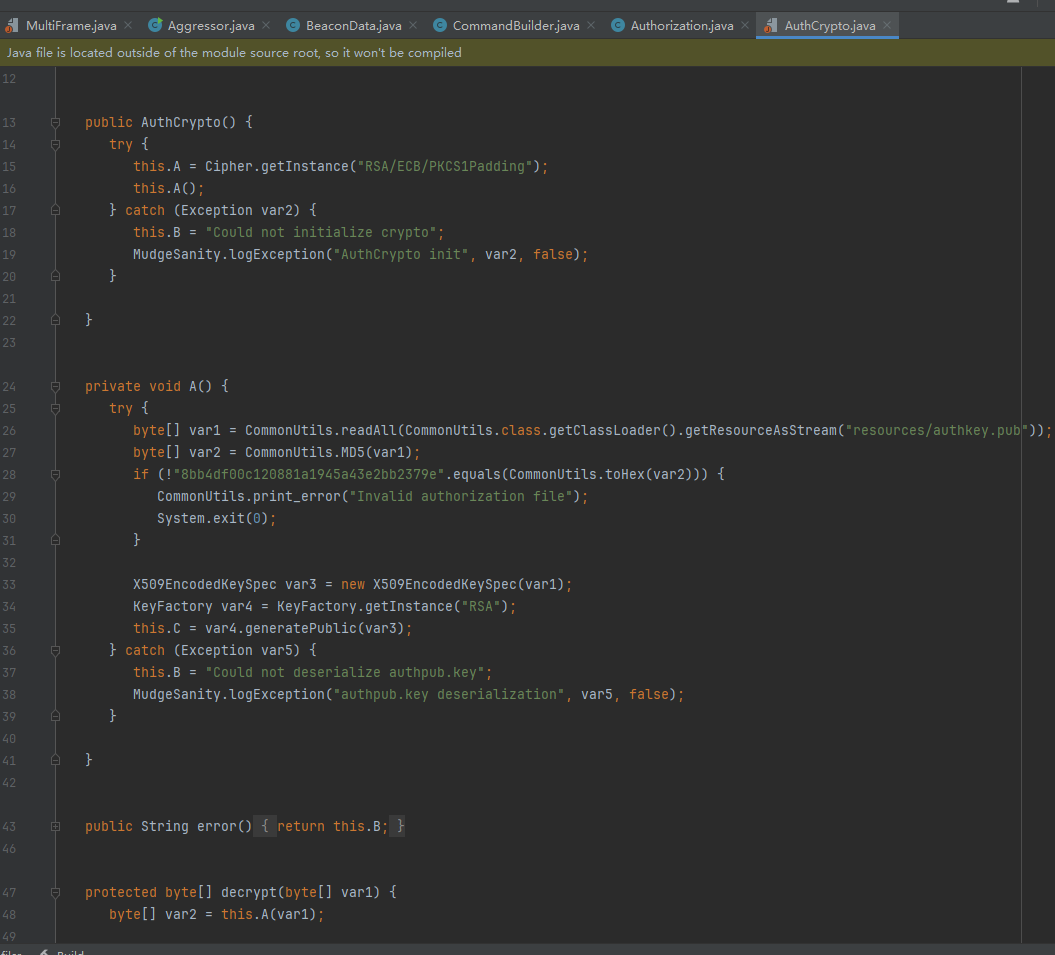 MultiFrame.java × Aggressor.java × BeaconData.java × CommandBuilder.java × Authorization.java × AuthCrypto.java ×
Java file is located outside of the module source root, so it won't be compiled
12
13 public AuthCrypto() {
14 try {
15 this.A = Cipher.getInstance("RSA/ECB/PKCS1Padding");
16 this.A();
17 } catch (Exception var2) {
18 this.B = "Could not initialize crypto";
19 MudgeSanity.logException("AuthCrypto init", var2, false);
20 }
21
22 }
23
24 private void A() {
25 try {
26 byte[] var1 = CommonUtils.readAll(CommonUtils.class.getClassLoader().getResourceAsStream("resources/authkey.pub"));
27 byte[] var2 = CommonUtils.MD5(var1);
28 if (!"8bb4df00c120881a1945a43e2bb2379e".equals(CommonUtils.toHex(var2))) {
29 CommonUtils.print_error("Invalid authorization file");
30 System.exit(0);
31 }
32
33 X509EncodedKeySpec var3 = new X509EncodedKeySpec(var1);
34 KeyFactory var4 = KeyFactory.getInstance("RSA");
35 this.C = var4.generatePublic(var3);
36 } catch (Exception var5) {
37 this.B = "Could not deserialize authpub.key";
38 MudgeSanity.logException("authpub.key deserialization", var5, false);
39 }
40
41 }
42
43 public String error() { return this.B; }
46
47 protected byte[] decrypt(byte[] var1) {
48 byte[] var2 = this.A(var1);
49
Build